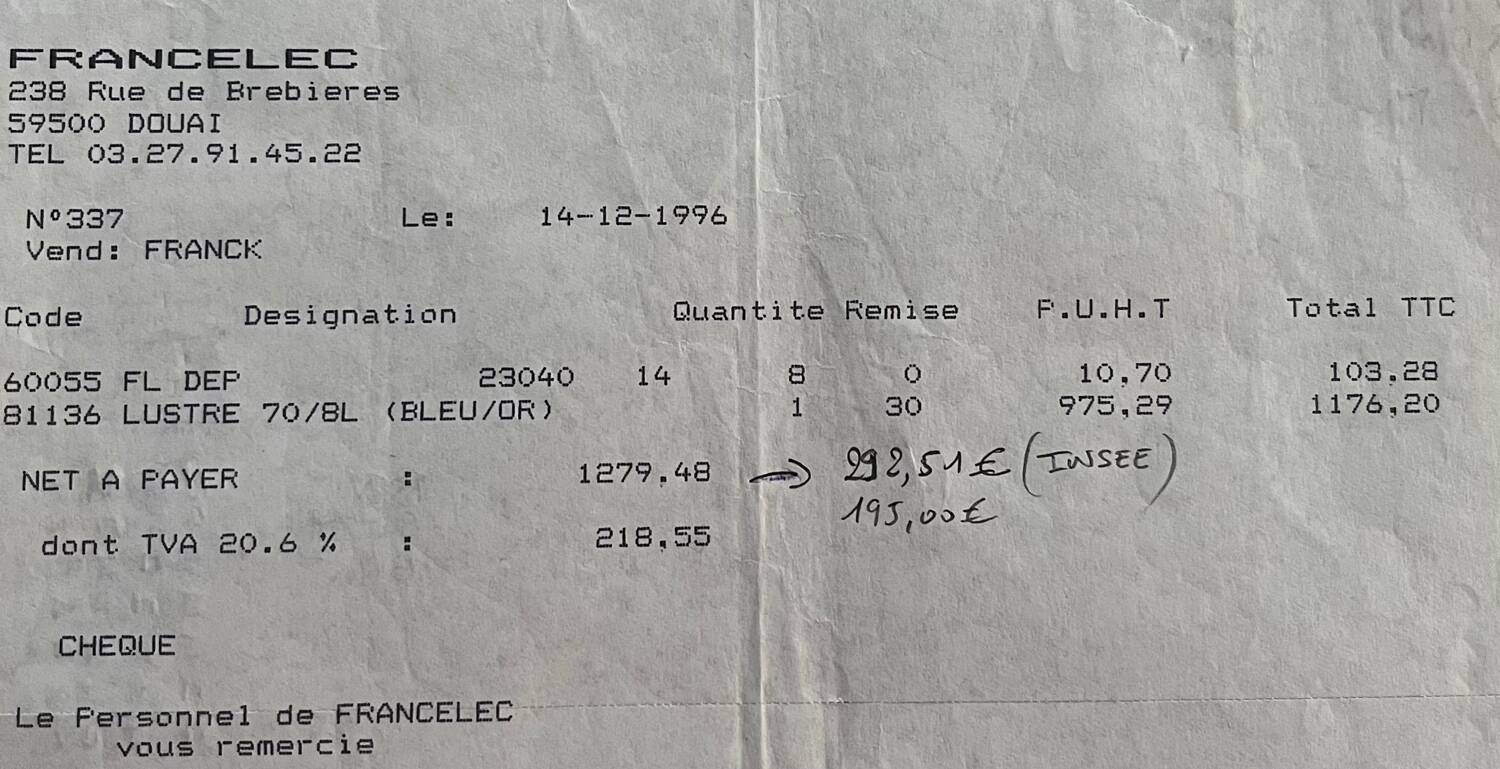 FRANCELEC
238 Rue de Brebieres
59500 DOUAI
TEL 03.27.91.45.22
N°337 Le: 14-12-1996
Vend: FRANCK
Code Designation Quantite Remise P.U.H.T Total TTC
60055 FL DEP 23040 14 8 0 10,70 103,28
81136 LUSTRE 70/8L (BLEU/OR) 1 30 975,29 1176,20
NET A PAYER : 1279.48 → 292,51 € (INSEE)
195,00 €
dont TVA 20.6 % : 218,55
CHEQUE
Le Personnel de FRANCELEC
vous remercie